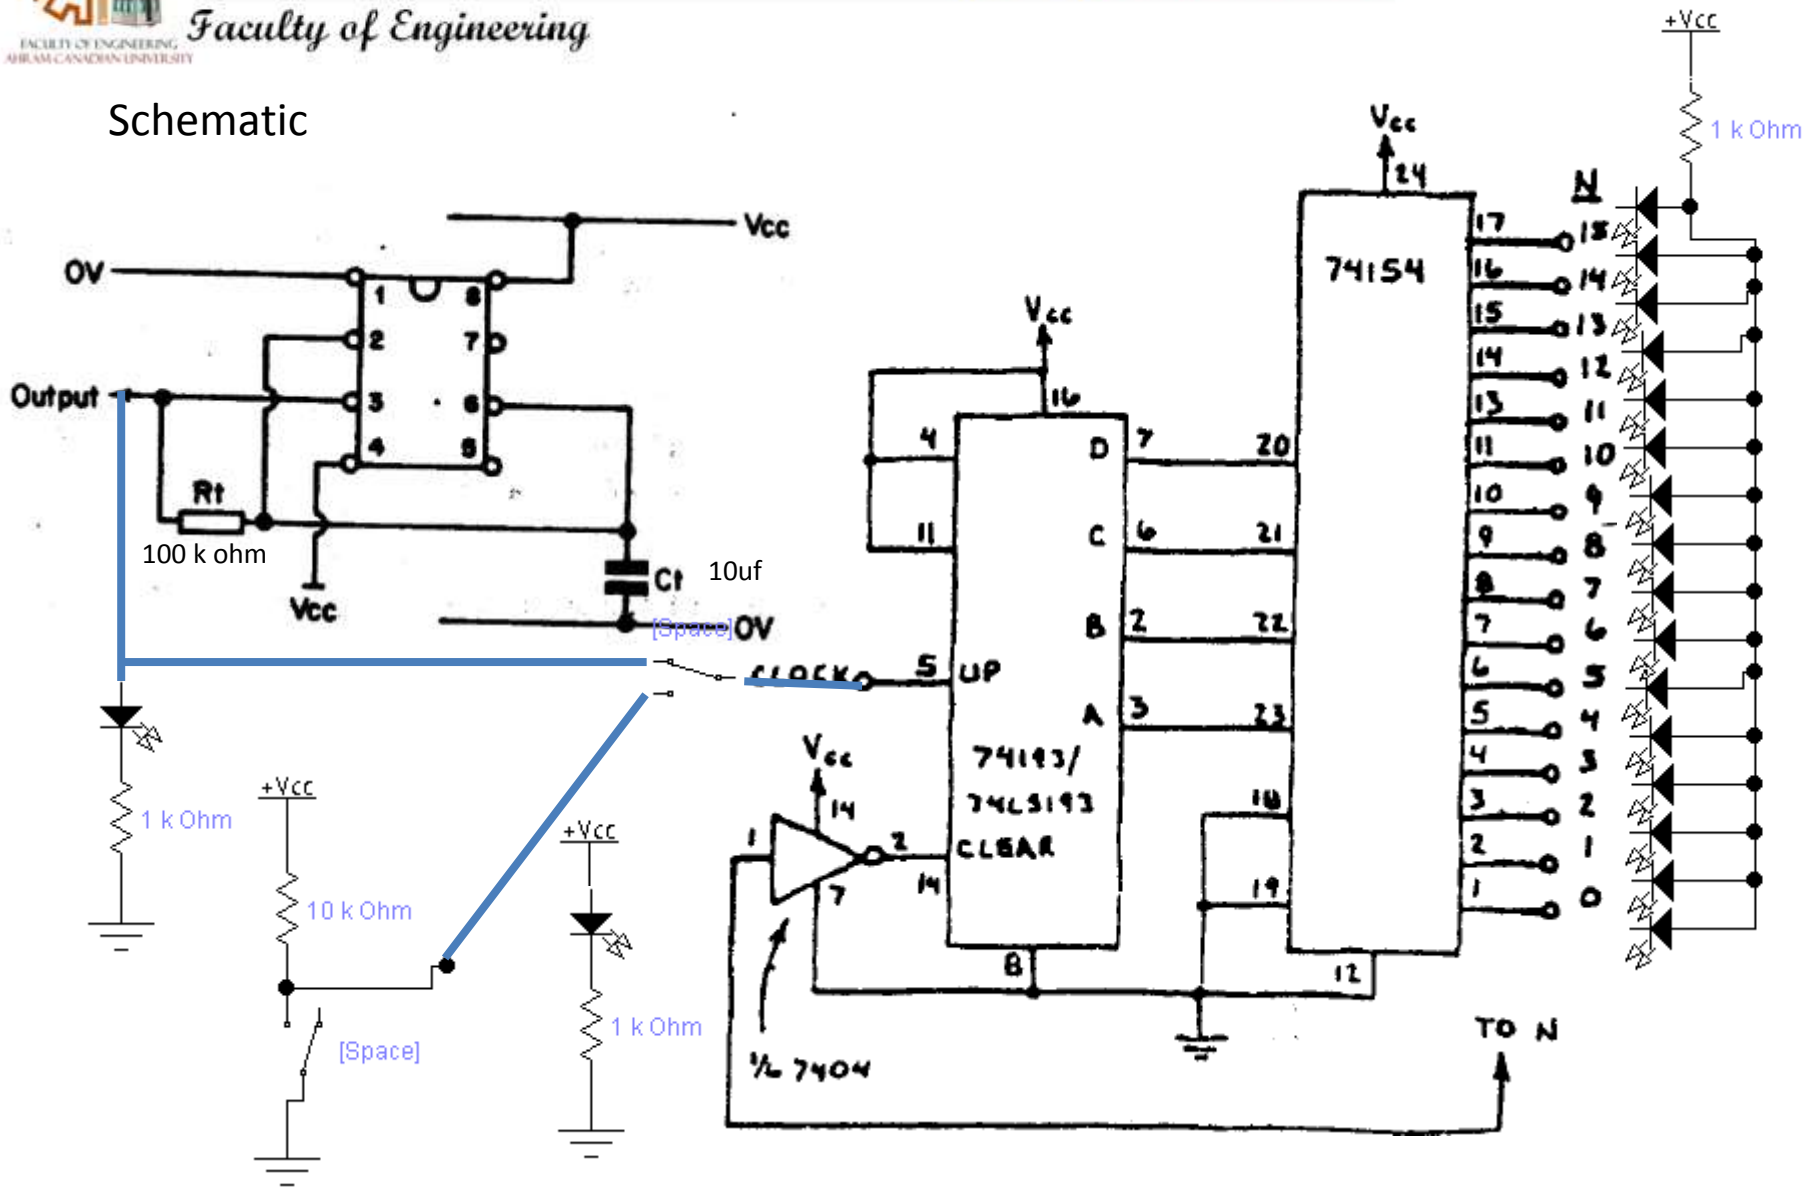 FACULTY OF ENGINEERING
AHRAM CANADIAN UNIVERSITY
Faculty of Engineering
Schematic
Vcc
0V
1
8
2
7
Output
3
6
4
5
Rt
100 k ohm
Vcc
Ct
10uf
[Space]
0V
CLOCK
1 k Ohm
+Vcc
10 k Ohm
[Space]
+Vcc
1 k Ohm
Vcc
16
4
D
7
11
C
6
B
2
5
UP
A
3
74193/
74LS193
CLEAR
14
8
Vcc
14
1
2
7
1/6 7404
Vcc
24
74154
20
21
22
23
18
19
12
N
17
15
16
14
15
13
14
12
13
11
11
10
10
9
9
8
8
7
7
6
6
5
5
4
4
3
3
2
2
1
1
0
+Vcc
1 k Ohm
TO N